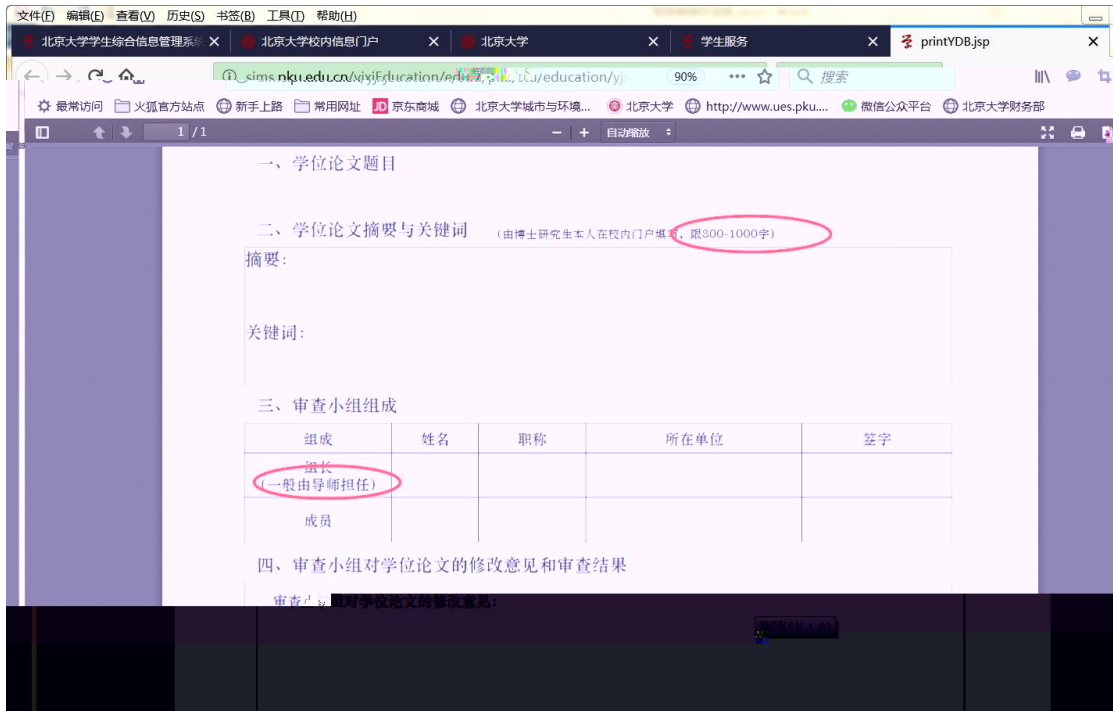 文件(F) 编辑(E) 查看(V) 历史(S) 书签(B) 工具(T) 帮助(H)
北京大学学生综合信息管理系统 北京大学校内信息门户 北京大学 学生服务 printYDB.jsp
90% 搜索
最常访问 火狐官方站点 新手上路 常用网址 JD 京东商城 北京大学城市与环境... 北京大学 http://www.ues.pku.... 微信公众平台 北京大学财务部
1 / 1 自动缩放
一、学位论文题目
二、学位论文摘要与关键词 (由博士研究生本人在校内门户填写，限800-1000字)
摘要:
关键词:
三、审查小组组成
组成 姓名 职称 所在单位 签字
组长
(一般由导师担任)
成员
四、审查小组对学位论文的修改意见和审查结果
审查小组对学位论文的修改意见: